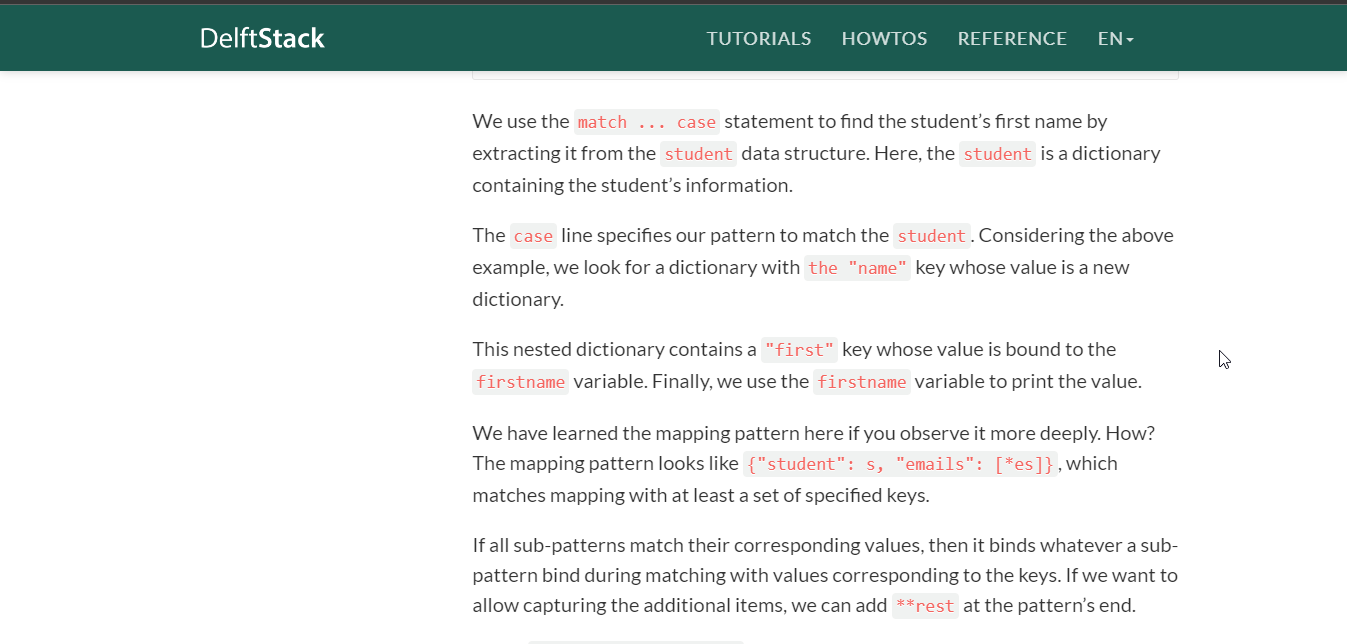 DelftStack
TUTORIALS HOWTOS REFERENCE EN
We use the match ... case statement to find the student’s first name by
extracting it from the student data structure. Here, the student is a dictionary
containing the student’s information.
The case line specifies our pattern to match the student. Considering the above
example, we look for a dictionary with the "name" key whose value is a new
dictionary.
This nested dictionary contains a "first" key whose value is bound to the
firstname variable. Finally, we use the firstname variable to print the value.
We have learned the mapping pattern here if you observe it more deeply. How?
The mapping pattern looks like {"student": s, "emails": [*es]}, which
matches mapping with at least a set of specified keys.
If all sub-patterns match their corresponding values, then it binds whatever a sub-
pattern bind during matching with values corresponding to the keys. If we want to
allow capturing the additional items, we can add **rest at the pattern’s end.